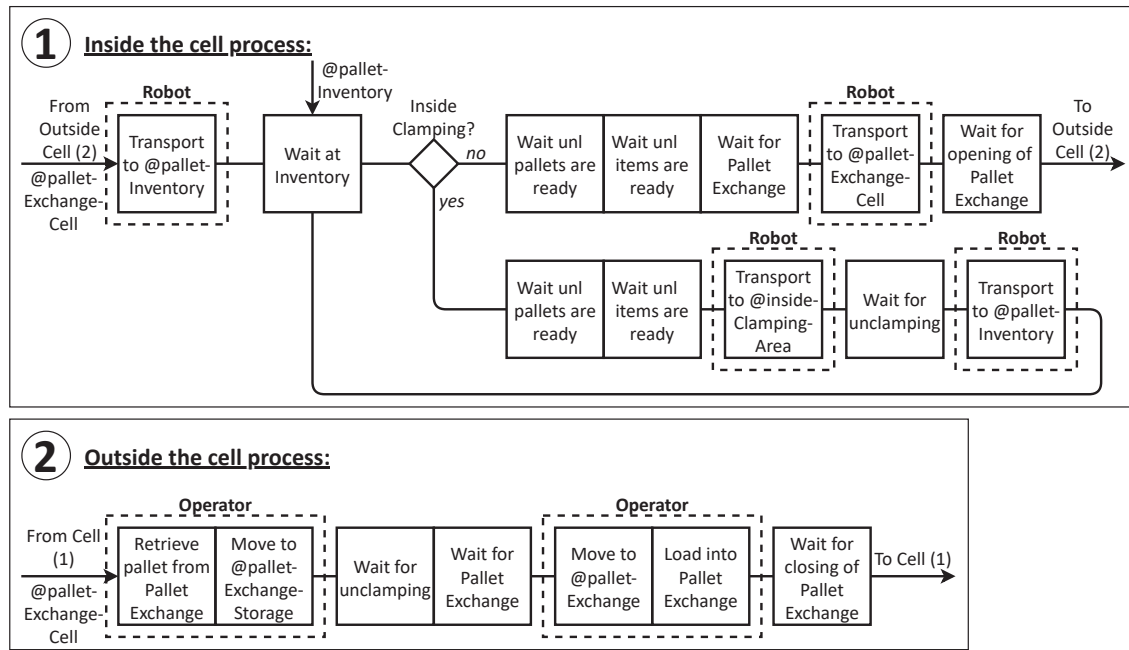 1 Inside the cell process:
From
Outside
Cell (2)
@pallet-
Exchange-
Cell
Robot
Transport
to @pallet-
Inventory
@pallet-
Inventory
Wait at
Inventory
Inside
Clamping?
no
yes
Wait unl
pallets are
ready
Wait unl
items are
ready
Wait for
Pallet
Exchange
Robot
Transport
to @pallet-
Exchange-
Cell
Wait for
opening of
Pallet
Exchange
To
Outside
Cell (2)
Wait unl
pallets are
ready
Wait unl
items are
ready
Robot
Transport
to @inside-
Clamping-
Area
Wait for
unclamping
Robot
Transport
to @pallet-
Inventory
2 Outside the cell process:
From Cell
(1)
@pallet-
Exchange-
Cell
Operator
Retrieve
pallet from
Pallet
Exchange
Move to
@pallet-
Exchange-
Storage
Wait for
unclamping
Wait for
Pallet
Exchange
Operator
Move to
@pallet-
Exchange
Load into
Pallet
Exchange
Wait for
closing of
Pallet
Exchange
To Cell (1)